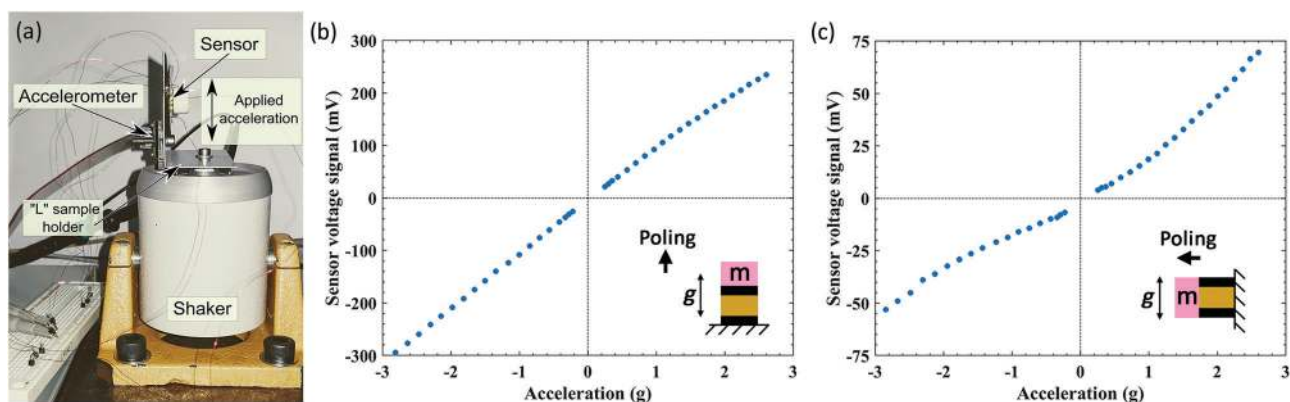 (a)
Sensor
Accelerometer
Applied
acceleration
"L" sample
holder
Shaker
(b)
Sensor voltage signal (mV)
300
200
100
0
-100
-200
-300
-3
-2
-1
0
1
2
3
Acceleration (g)
Poling
m
g
(c)
Sensor voltage signal (mV)
75
50
25
0
-25
-50
-75
-3
-2
-1
0
1
2
3
Acceleration (g)
Poling
m
g